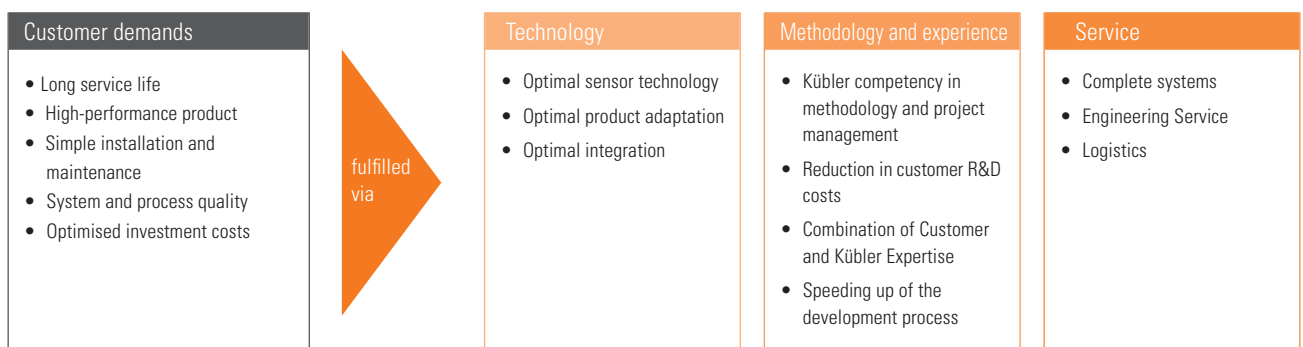 Customer demands
• Long service life
• High-performance product
• Simple installation and
maintenance
• System and process quality
• Optimised investment costs
fulfilled
via
Technology
• Optimal sensor technology
• Optimal product adaptation
• Optimal integration
Methodology and experience
• Kübler competency in
methodology and project
management
• Reduction in customer R&D
costs
• Combination of Customer
and Kübler Expertise
• Speeding up of the
development process
Service
• Complete systems
• Engineering Service
• Logistics